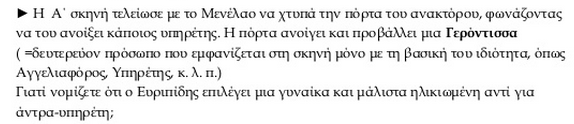 ► Η Α΄ σκηνή τελείωσε με το Μενέλαο να χτυπά την πόρτα του ανακτόρου, φωνάζοντας
να του ανοίξει κάποιος υπηρέτης. Η πόρτα ανοίγει και προβάλλει μια Γερόντισσα
( =δευτερεύον πρόσωπο που εμφανίζεται στη σκηνή μόνο με τη βασική του ιδιότητα, όπως
Αγγελιαφόρος, Υπηρέτης, κ. λ. π.)
Γιατί νομίζετε ότι ο Ευριπίδης επιλέγει μια γυναίκα και μάλιστα ηλικιωμένη αντί για
άντρα-υπηρέτη;